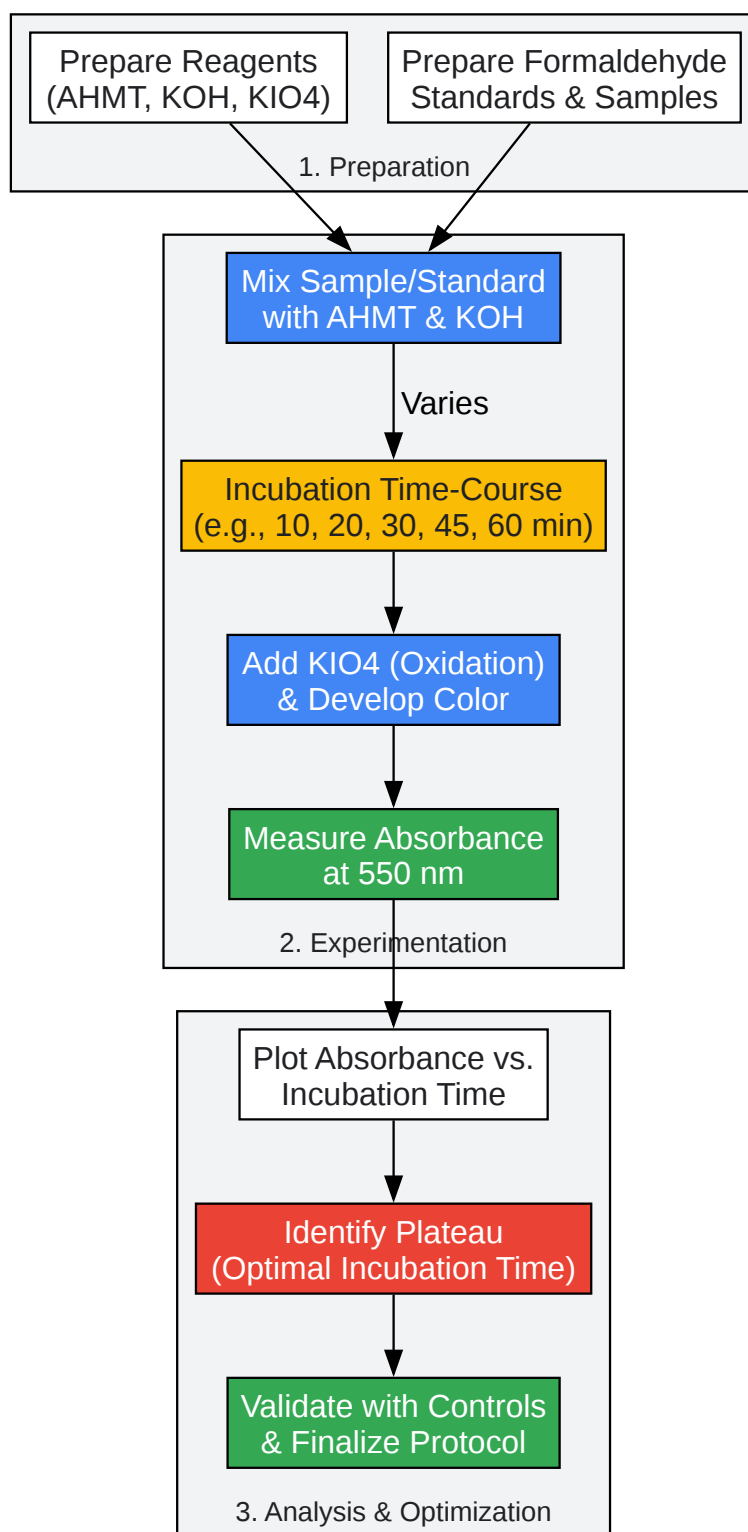 Prepare Reagents
(AHMT, KOH, KIO4)
Prepare Formaldehyde
Standards & Samples
1. Preparation
Mix Sample/Standard
with AHMT & KOH
Varies
Incubation Time-Course
(e.g., 10, 20, 30, 45, 60 min)
Add KIO4 (Oxidation)
& Develop Color
Measure Absorbance
at 550 nm
2. Experimentation
Plot Absorbance vs.
Incubation Time
Identify Plateau
(Optimal Incubation Time)
Validate with Controls
& Finalize Protocol
3. Analysis & Optimization